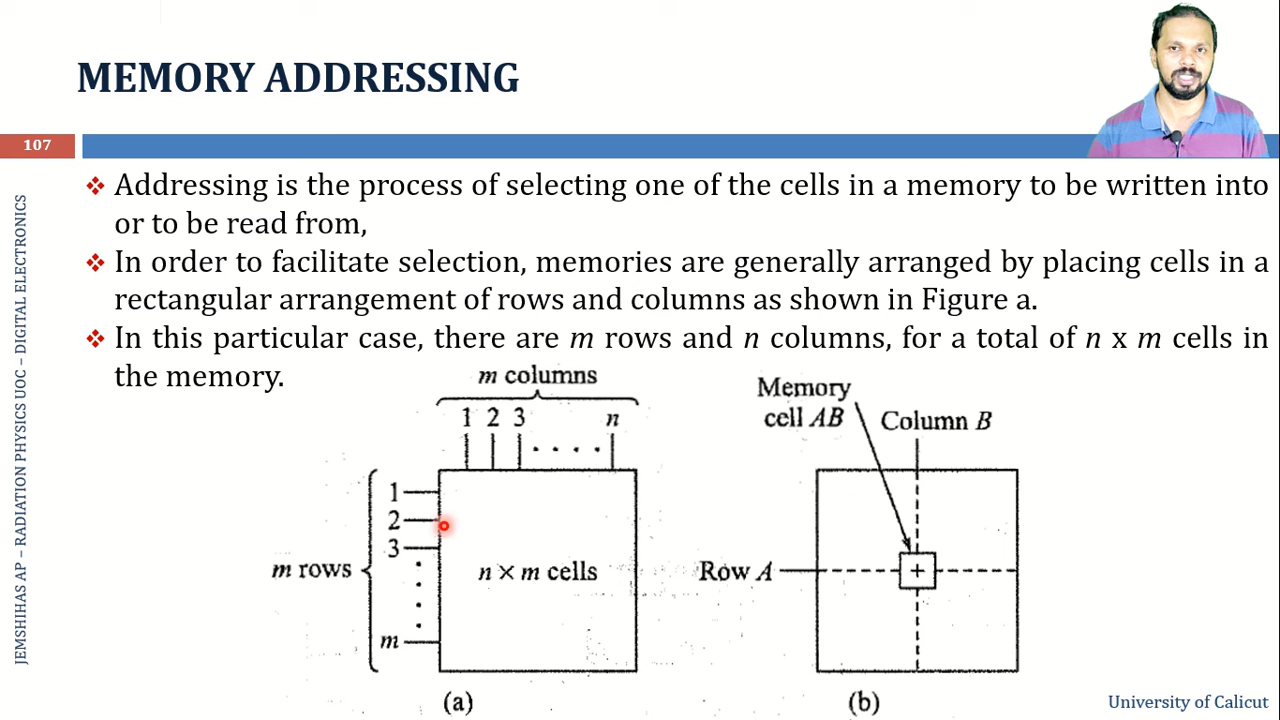 MEMORY ADDRESSING
107
JEMSHIHAS AP – RADIATION PHYSICS UOC – DIGITAL ELECTRONICS
❖ Addressing is the process of selecting one of the cells in a memory to be written into
or to be read from,
❖ In order to facilitate selection, memories are generally arranged by placing cells in a
rectangular arrangement of rows and columns as shown in Figure a.
❖ In this particular case, there are m rows and n columns, for a total of n x m cells in
the memory.
m columns
1 2 3 . . . . n
1
2
3
m rows
m
n × m cells
(a)
Memory
cell AB
Column B
Row A
+
(b)
University of Calicut